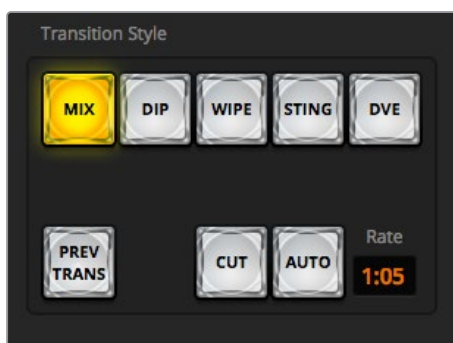 Transition Style
MIX DIP WIPE STING DVE
PREV
TRANS
CUT AUTO
Rate
1:05